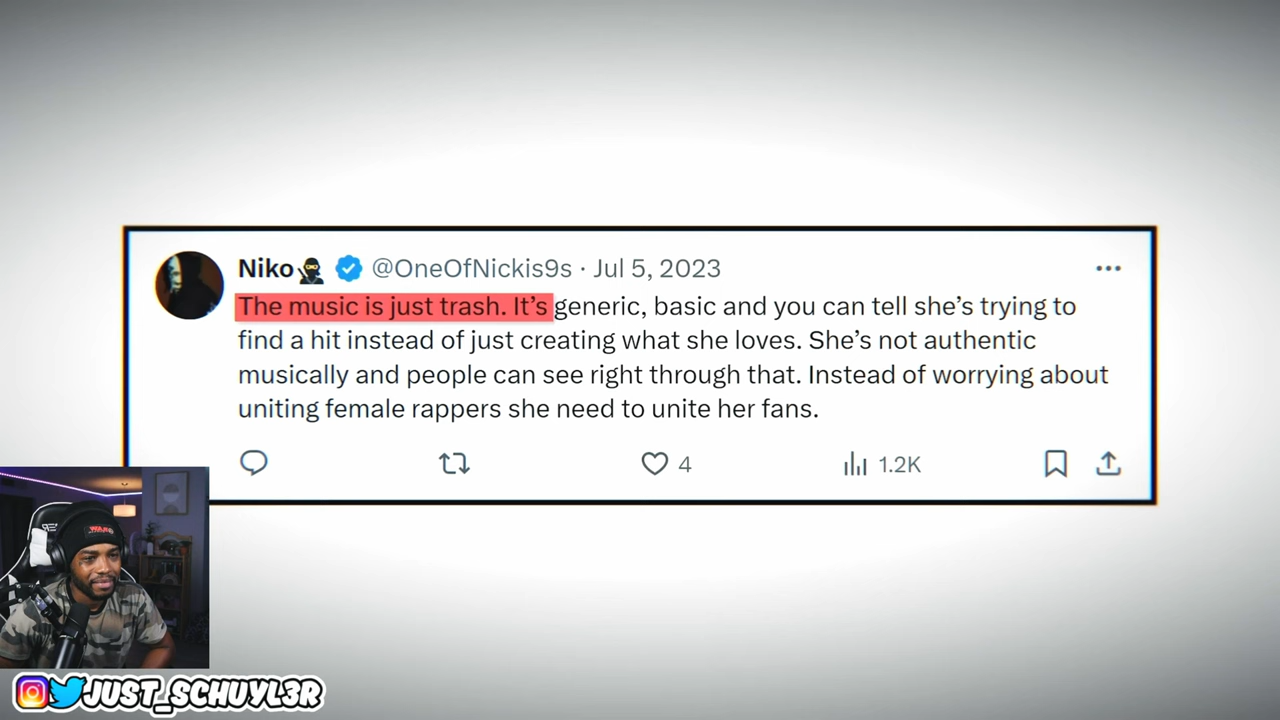 Niko @OneOfNickis9s · Jul 5, 2023
The music is just trash. It's generic, basic and you can tell she's trying to
find a hit instead of just creating what she loves. She's not authentic
musically and people can see right through that. Instead of worrying about
uniting female rappers she need to unite her fans.
4 1.2K
JUST_SCHUYL3R